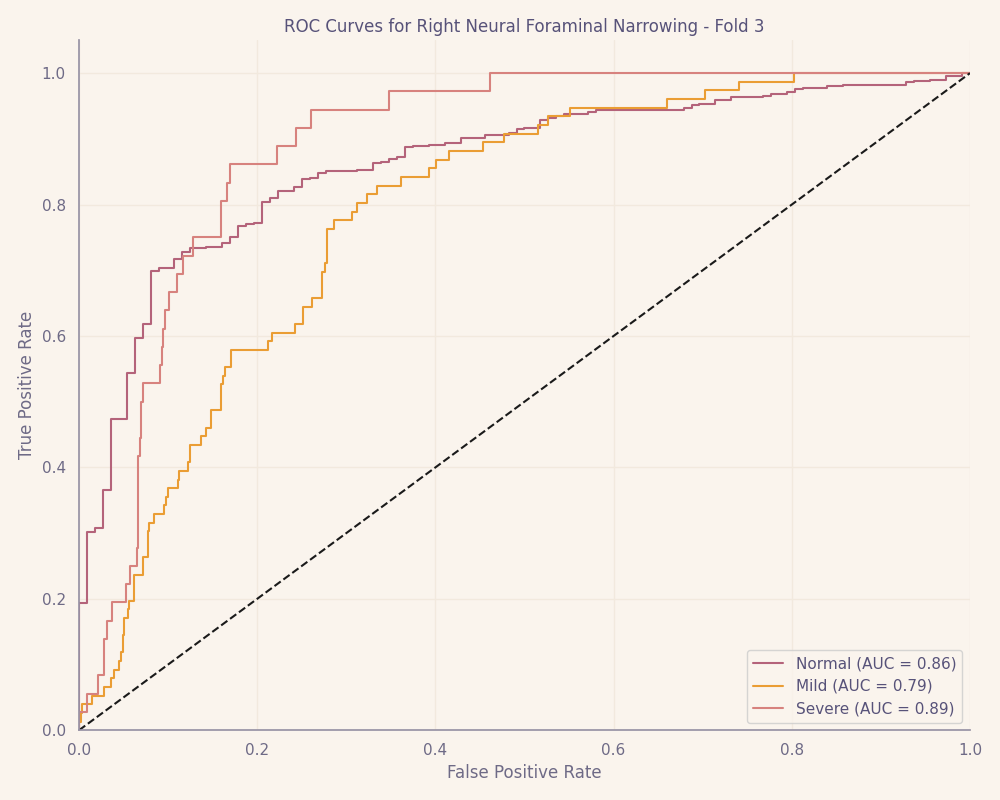 ROC Curves for Right Neural Foraminal Narrowing - Fold 3
True Positive Rate
1.0
0.8
0.6
0.4
0.2
0.0
Normal (AUC = 0.86)
Mild (AUC = 0.79)
Severe (AUC = 0.89)
0.0 0.2 0.4 0.6 0.8 1.0
False Positive Rate